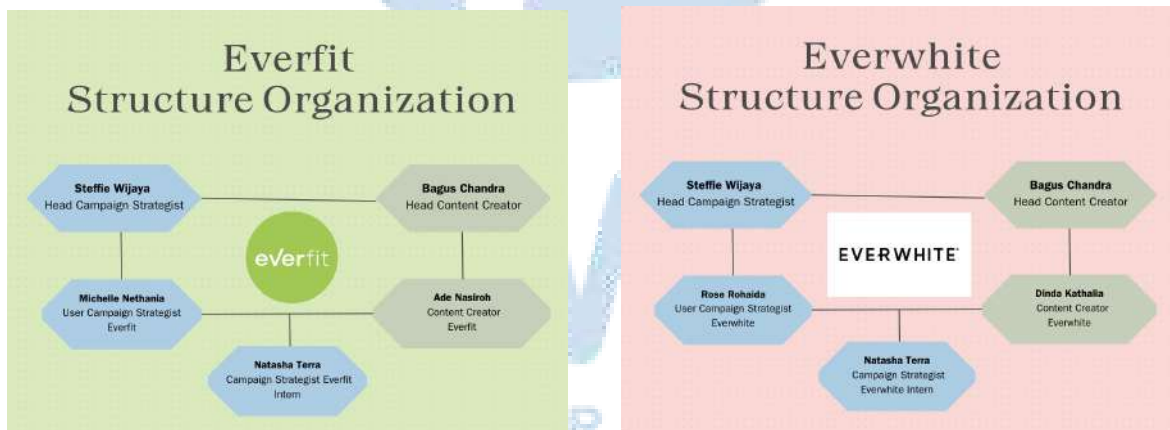 Everfit
Structure Organization
Steffie Wijaya
Head Campaign Strategist
Bagus Chandra
Head Content Creator
everfit
Michelle Nethania
User Campaign Strategist
Everfit
Ade Nasiroh
Content Creator
Everfit
Natasha Terra
Campaign Strategist Everfit
Intern
Everwhite
Structure Organization
Steffie Wijaya
Head Campaign Strategist
Bagus Chandra
Head Content Creator
EVERWHITE
Rose Rohaida
User Campaign Strategist
Everwhite
Dinda Kathalia
Content Creator
Everwhite
Natasha Terra
Campaign Strategist
Everwhite Intern